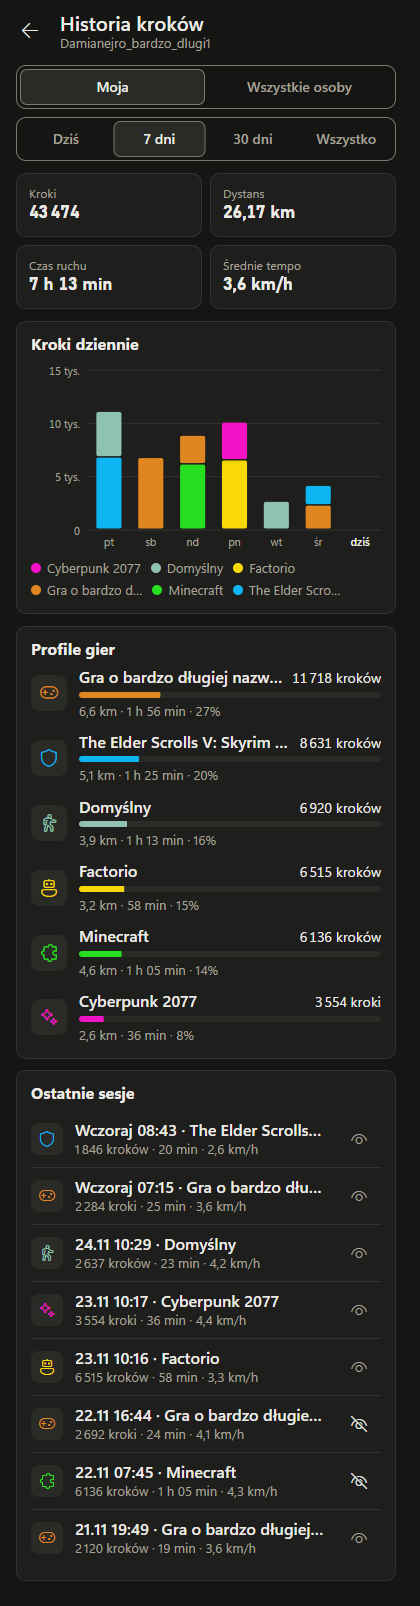 Historia kroków
Damianejro_bardzo_dlugi1
Moja Wszystkie osoby
Dziś 7 dni 30 dni Wszystko
Kroki Dystans
43 474 26,17 km
Czas ruchu Średnie tempo
7 h 13 min 3,6 km/h
Kroki dziennie
15 tys.
10 tys.
5 tys.
0
pt sb nd pn wt śr dziś
Cyberpunk 2077 Domyślny Factorio
Gra o bardzo d... Minecraft The Elder Scro...
Profile gier
Gra o bardzo długiej nazw... 11 718 kroków
6,6 km · 1 h 56 min · 27%
The Elder Scrolls V: Skyrim ... 8 631 kroków
5,1 km · 1 h 25 min · 20%
Domyślny 6 920 kroków
3,9 km · 1 h 13 min · 16%
Factorio 6 515 kroków
3,2 km · 58 min · 15%
Minecraft 6 136 kroków
4,6 km · 1 h 05 min · 14%
Cyberpunk 2077 3 554 kroki
2,6 km · 36 min · 8%
Ostatnie sesje
Wczoraj 08:43 · The Elder Scrolls...
1 846 kroków · 20 min · 2,6 km/h
Wczoraj 07:15 · Gra o bardzo dłu...
2 284 kroki · 25 min · 3,6 km/h
24.11 10:29 · Domyślny
2 637 kroków · 23 min · 4,2 km/h
23.11 10:17 · Cyberpunk 2077
3 554 kroki · 36 min · 4,4 km/h
23.11 10:16 · Factorio
6 515 kroków · 58 min · 3,3 km/h
22.11 16:44 · Gra o bardzo długie...
2 692 kroki · 24 min · 4,1 km/h
22.11 07:45 · Minecraft
6 136 kroków · 1 h 05 min · 4,3 km/h
21.11 19:49 · Gra o bardzo długiej...
2 120 kroków · 19 min · 3,6 km/h